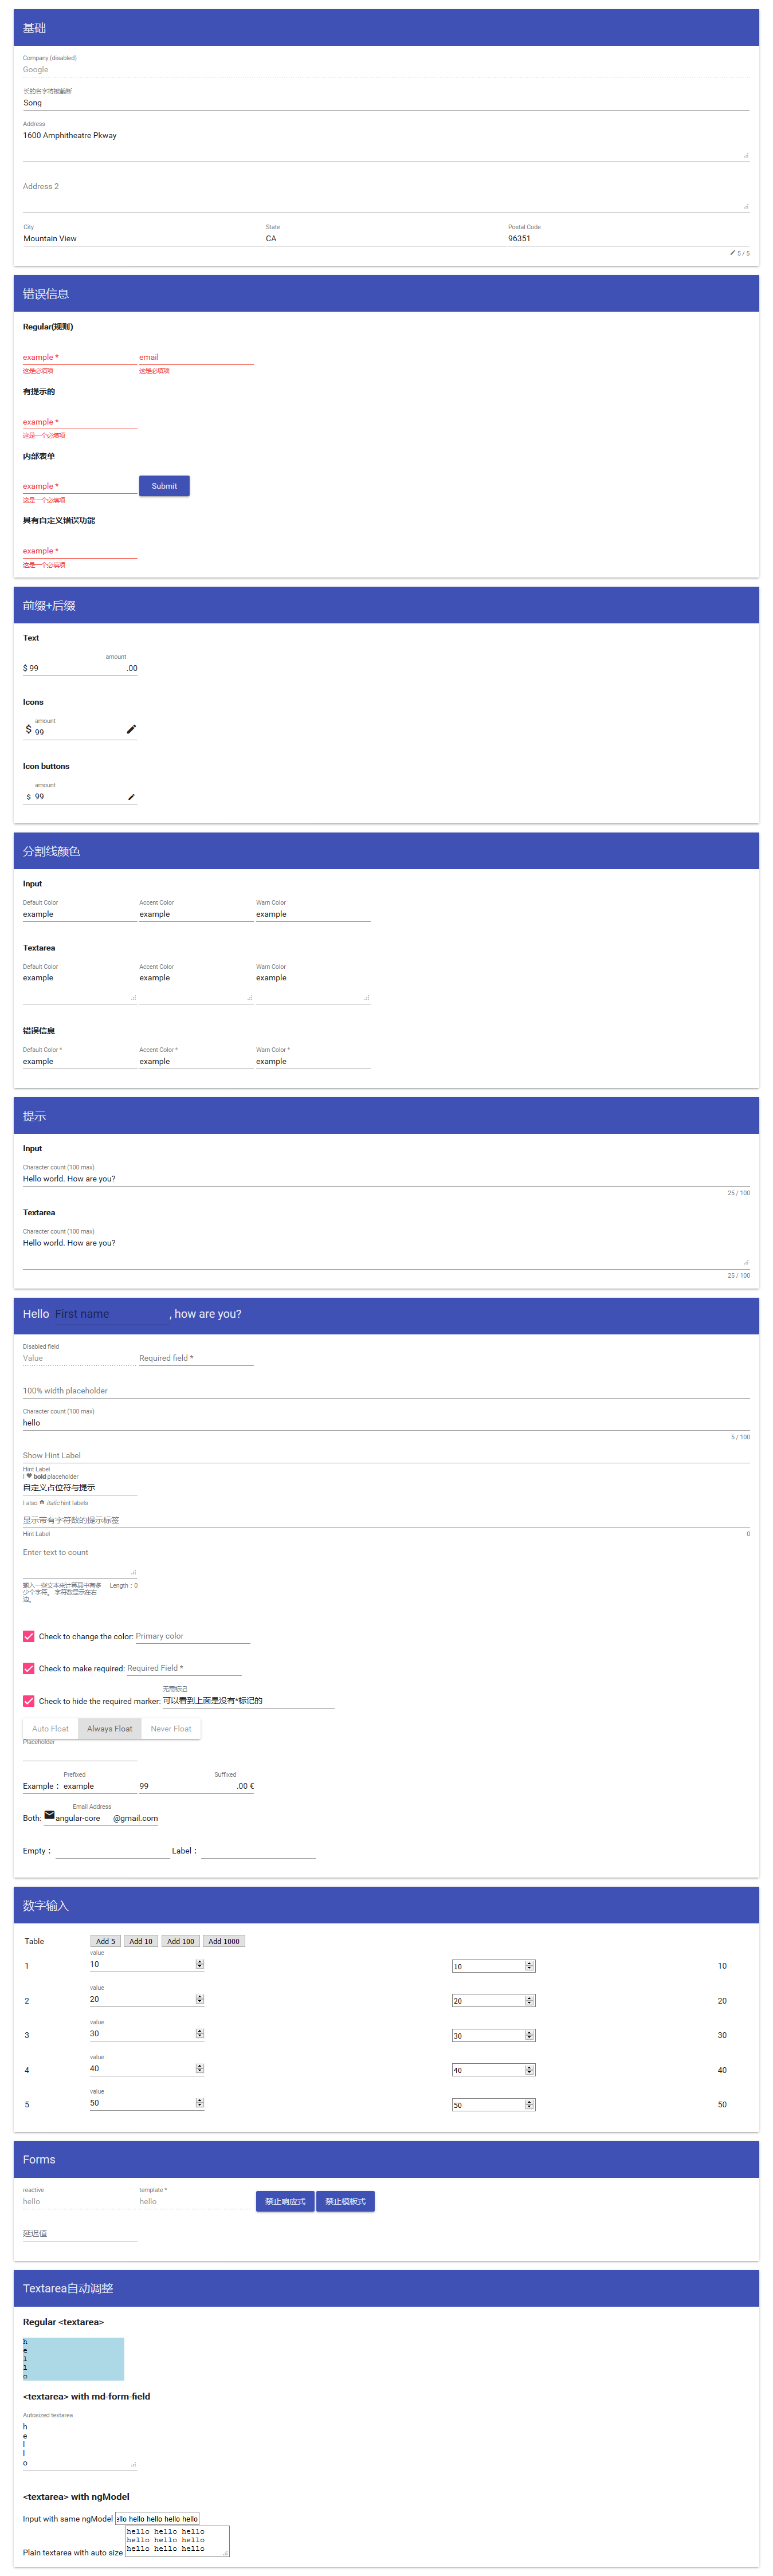 基础
Company (disabled)
Google
长的名字将被截断
Song
Address
1600 Amphitheatre Pkway
Address 2
City State Postal Code
Mountain View CA 96351
5 / 5
错误信息
Regular(规则)
example * email
这是必填项 这是必填项
有提示的
example *
这是一个必填项
内部表单
example * Submit
这是一个必填项
具有自定义错误功能
example *
这是一个必填项
前缀+后缀
Text
amount
$ 99 .00
Icons
amount
$ 99
Icon buttons
amount
$ 99
分割线颜色
Input
Default Color Accent Color Warn Color
example example example
Textarea
Default Color Accent Color Warn Color
example example example
错误信息
Default Color * Accent Color * Warn Color *
example example example
提示
Input
Character count (100 max)
Hello world. How are you?
25 / 100
Textarea
Character count (100 max)
Hello world. How are you?
25 / 100
Hello First name , how are you?
Disabled field
Value Required field *
100% width placeholder
Character count (100 max)
hello
5 / 100
Show Hint Label
Hint Label
I ♥ bold placeholder
自定义占位符与提示
I also italic hint labels
显示带有字符数的提示标签
Hint Label 0
Enter text to count
输入一些文本来计算其中有多 Length：0
少个字符。字符数显示在右
边。
Check to change the color: Primary color
Check to make required: Required Field *
无需标记
Check to hide the required marker: 可以看到上面是没有*标记的
Auto Float Always Float Never Float
Placeholder
Prefixed Suffixed
Example： example 99 .00 €
Email Address
Both: angular-core @gmail.com
Empty： Label：
数字输入
Table Add 5 Add 10 Add 100 Add 1000
value
1 10 10 10
value
2 20 20 20
value
3 30 30 30
value
4 40 40 40
value
5 50 50 50
Forms
reactive template *
hello hello 禁止响应式 禁止模板式
延迟值
Textarea自动调整
Regular <textarea>
h
e
l
l
o
<textarea> with md-form-field
Autosized textarea
h
e
l
l
o
<textarea> with ngModel
Input with same ngModel ello hello hello hello hello
hello hello hello
hello hello hello
Plain textarea with auto size hello hello hello